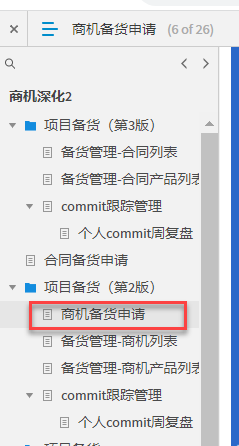 商机备货申请 (6 of 26)
商机深化2
项目备货（第3版）
备货管理-合同列表
备货管理-合同产品列表
commit跟踪管理
个人commit周复盘
合同备货申请
项目备货（第2版）
商机备货申请
备货管理-商机列表
备货管理-商机产品列表
commit跟踪管理
个人commit周复盘